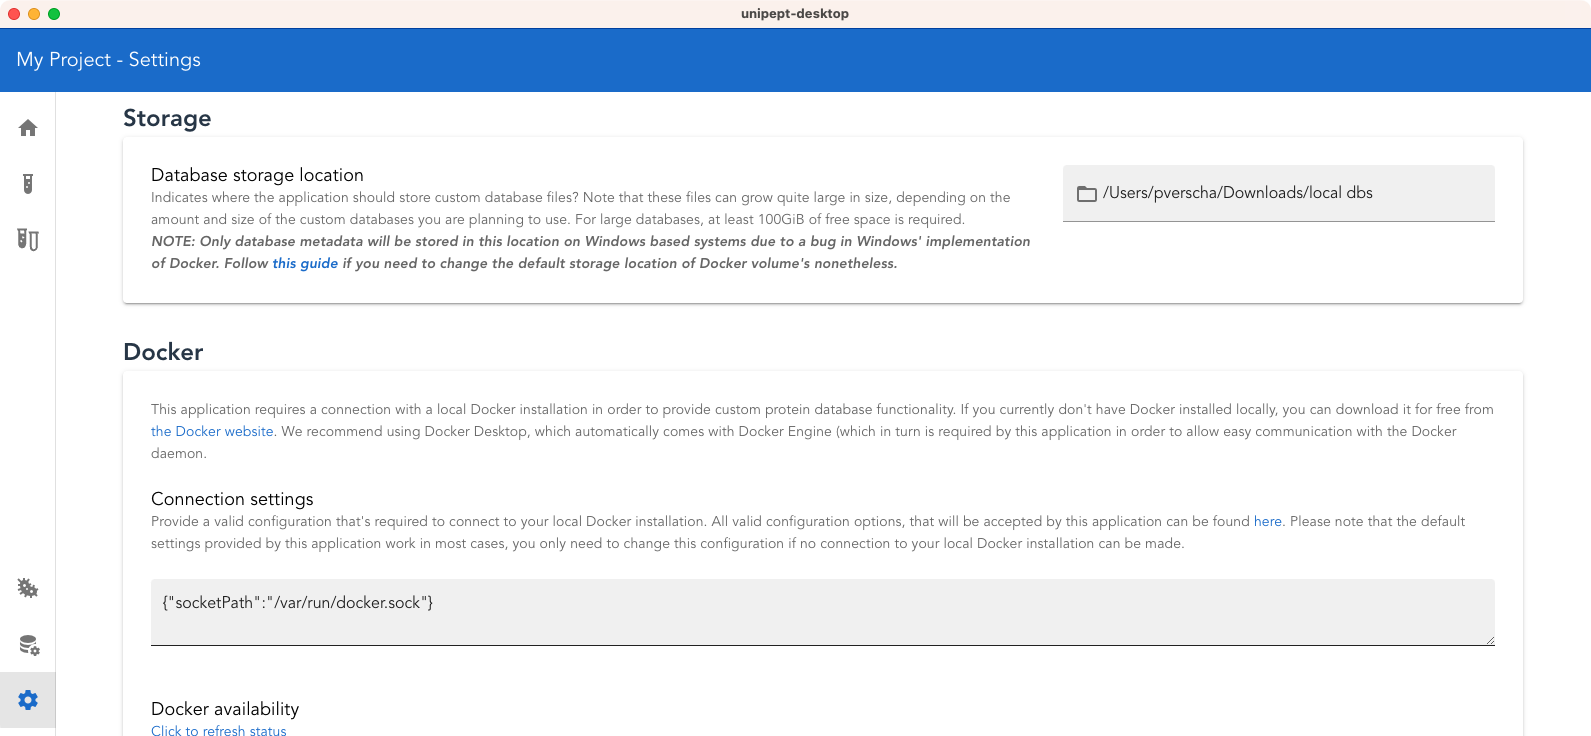 unipept-desktop
My Project - Settings
Storage
Database storage location
Indicates where the application should store custom database files? Note that these files can grow quite large in size, depending on the
amount and size of the custom databases you are planning to use. For large databases, at least 100GiB of free space is required.
NOTE: Only database metadata will be stored in this location on Windows based systems due to a bug in Windows' implementation
of Docker. Follow this guide if you need to change the default storage location of Docker volume's nonetheless.
/Users/pverscha/Downloads/local dbs
Docker
This application requires a connection with a local Docker installation in order to provide custom protein database functionality. If you currently don't have Docker installed locally, you can download it for free from
the Docker website. We recommend using Docker Desktop, which automatically comes with Docker Engine (which in turn is required by this application in order to allow easy communication with the Docker
daemon.
Connection settings
Provide a valid configuration that's required to connect to your local Docker installation. All valid configuration options, that will be accepted by this application can be found here. Please note that the default
settings provided by this application work in most cases, you only need to change this configuration if no connection to your local Docker installation can be made.
{"socketPath":"/var/run/docker.sock"}
Docker availability
Click to refresh status